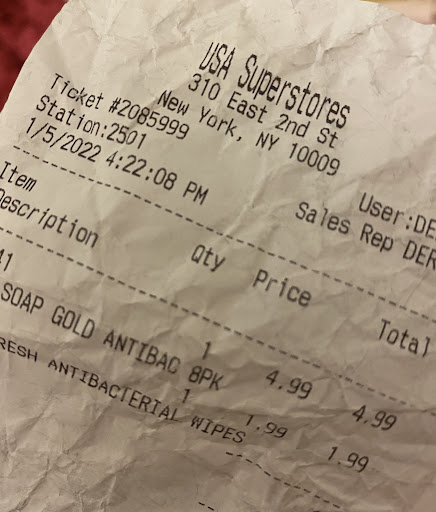 USA Superstores
310 East 2nd St
New York, NY 10009
Ticket #2085999
Station:2501
1/5/2022 4:22:08 PM
User:DE
Sales Rep DER
Item
Description Qty Price Total
41 1 4.99 4.99
SOAP GOLD ANTIBAC 8PK
1 1.99 1.99
RESH ANTIBACTERIAL WIPES